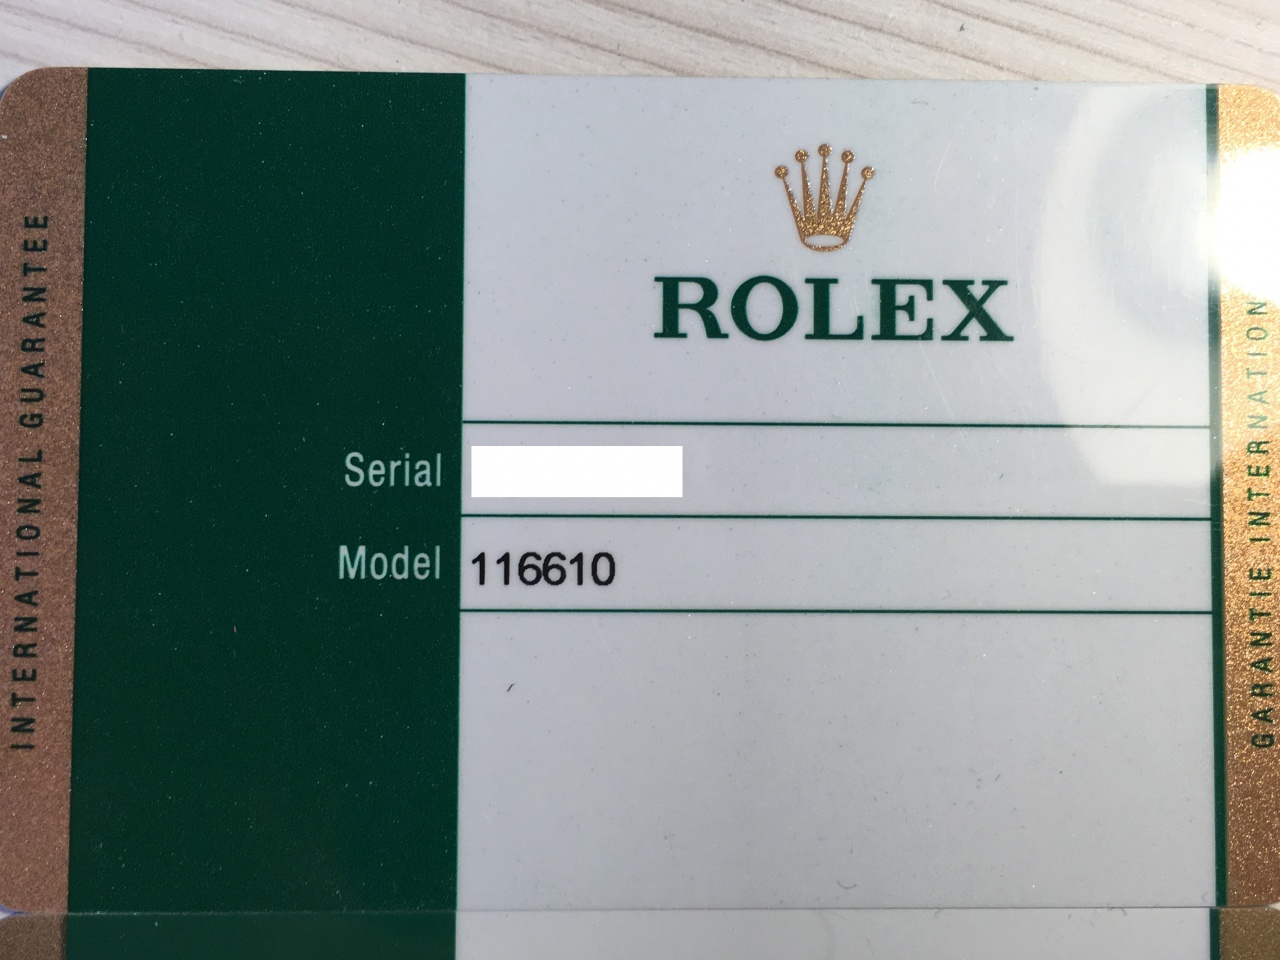 INTERNATIONAL GUARANTEE
ROLEX
Serial
Model 116610
GARANTIE INTERNATION